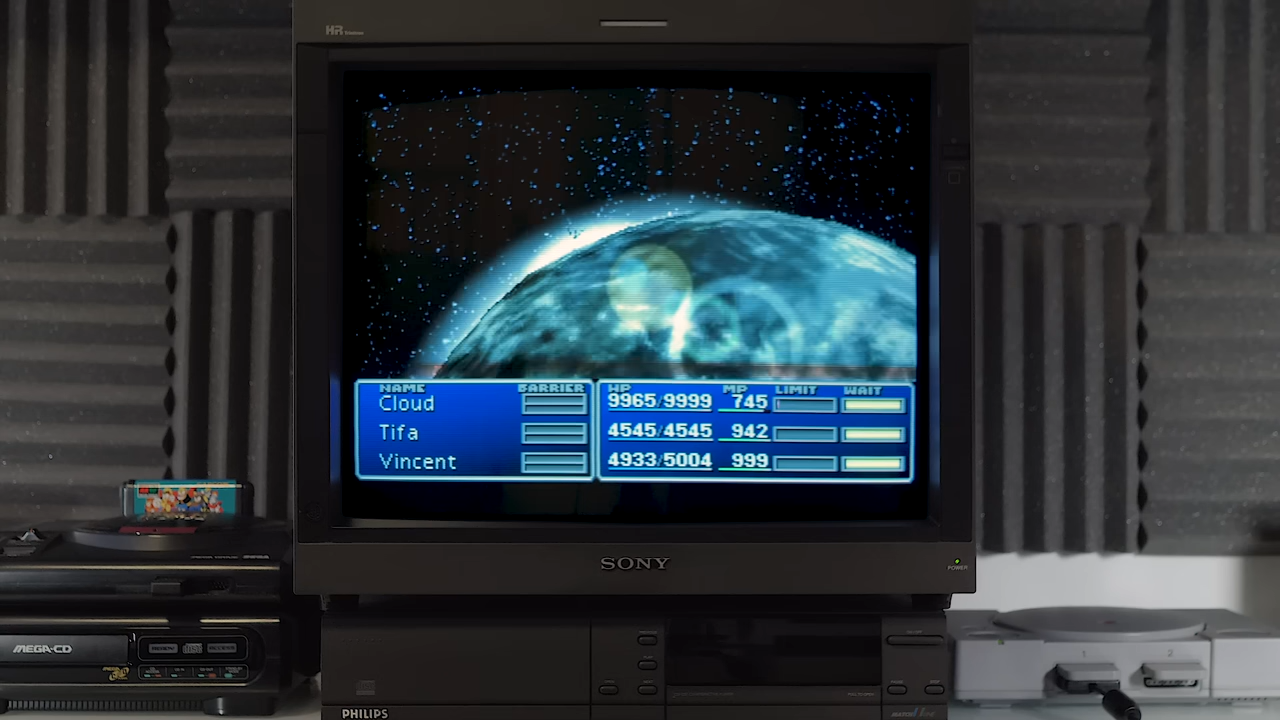 HR Trinitron
NAME BARRIER HP MP LIMIT WAIT
Cloud 9965/9999 745
Tifa 4545/4545 942
Vincent 4933/5004 999
SONY
POWER
MEGA-CD
1 2
PHILIPS